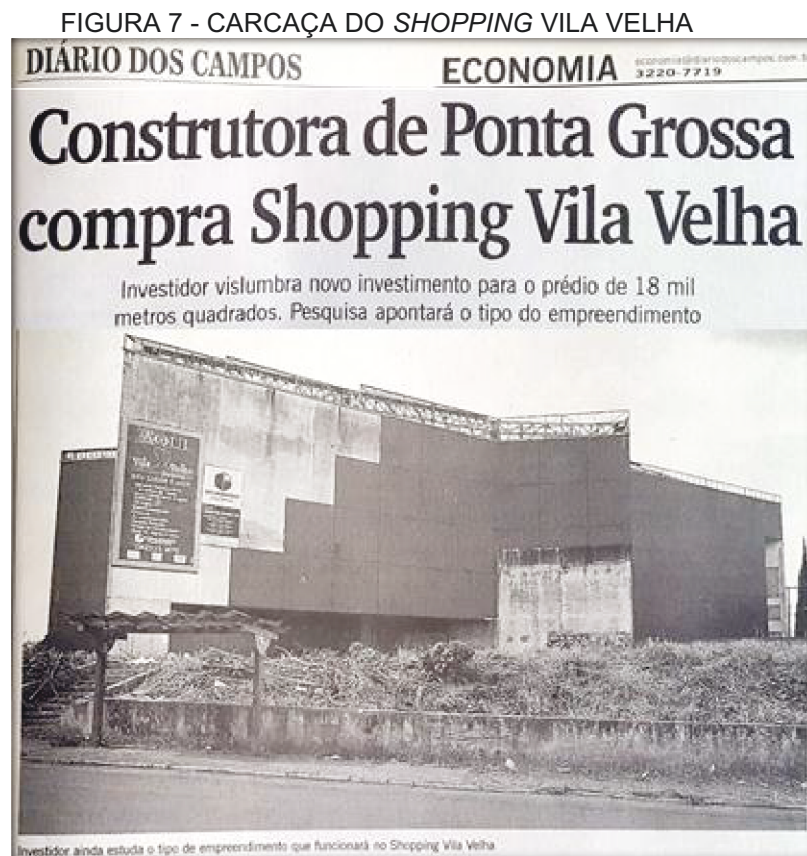 FIGURA 7 - CARCAÇA DO SHOPPING VILA VELHA
DIÁRIO DOS CAMPOS
ECONOMIA
3220-7719
Construtora de Ponta Grossa
compra Shopping Vila Velha
Investidor vislumbra novo investimento para o prédio de 18 mil
metros quadrados. Pesquisa apontará o tipo do empreendimento
Vila Velha
Investidor ainda estuda o tipo de empreendimento que funcionará no Shopping Vila Velha